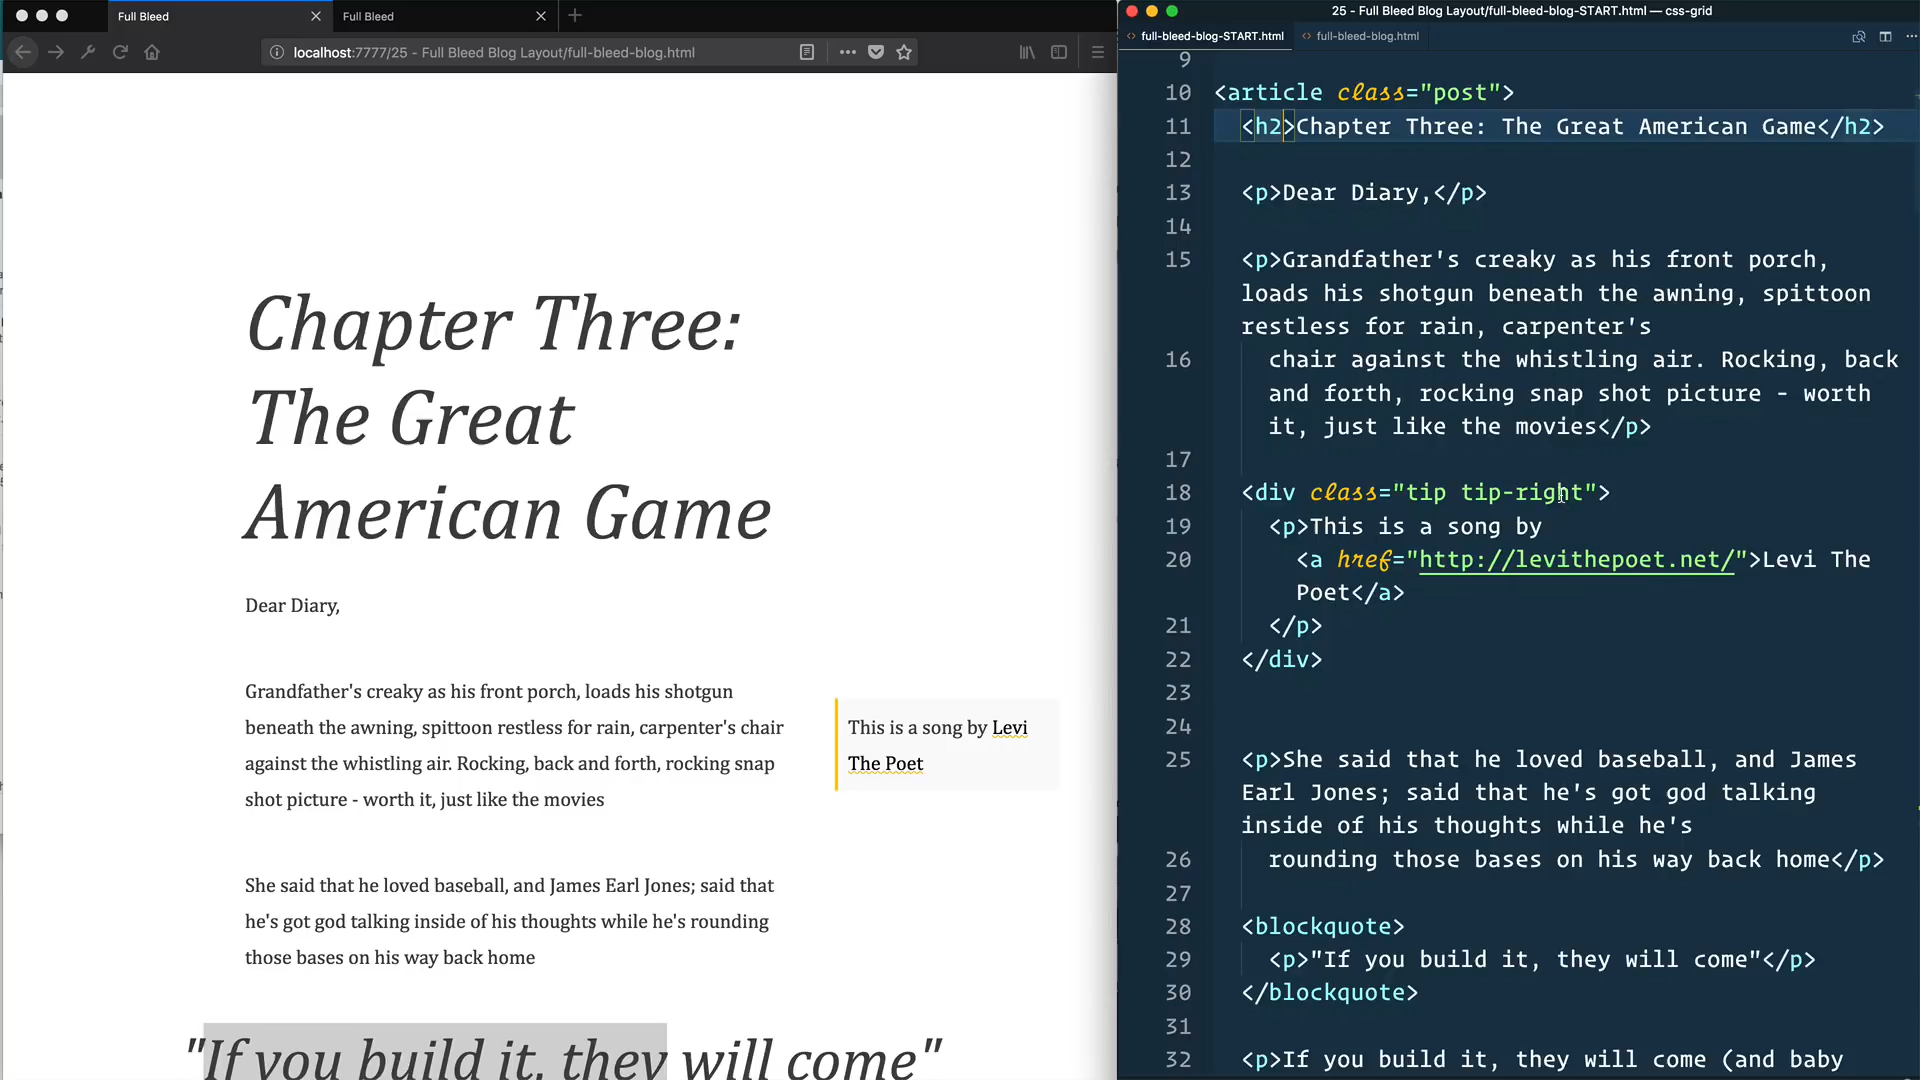 Full Bleed
Full Bleed
localhost:7777/25 - Full Bleed Blog Layout/full-bleed-blog.html
Chapter Three:
The Great
American Game
Dear Diary,
Grandfather's creaky as his front porch, loads his shotgun
beneath the awning, spittoon restless for rain, carpenter's chair
against the whistling air. Rocking, back and forth, rocking snap
shot picture - worth it, just like the movies
This is a song by Levi
The Poet
She said that he loved baseball, and James Earl Jones; said that
he's got god talking inside of his thoughts while he's rounding
those bases on his way back home
"If you build it, they will come"
25 - Full Bleed Blog Layout/full-bleed-blog-START.html — css-grid
<> full-bleed-blog-START.html
<> full-bleed-blog.html
9
10 <article class="post">
11 <h2>Chapter Three: The Great American Game</h2>
12
13 <p>Dear Diary,</p>
14
15 <p>Grandfather's creaky as his front porch,
loads his shotgun beneath the awning, spittoon
restless for rain, carpenter's
16 chair against the whistling air. Rocking, back
and forth, rocking snap shot picture - worth
it, just like the movies</p>
17
18 <div class="tip tip-right">
19 <p>This is a song by
20 <a href="http://levithepoet.net/">Levi The
Poet</a>
21 </p>
22 </div>
23
24
25 <p>She said that he loved baseball, and James
Earl Jones; said that he's got god talking
inside of his thoughts while he's
26 rounding those bases on his way back home</p>
27
28 <blockquote>
29 <p>"If you build it, they will come"</p>
30 </blockquote>
31
32 <p>If you build it, they will come (and baby